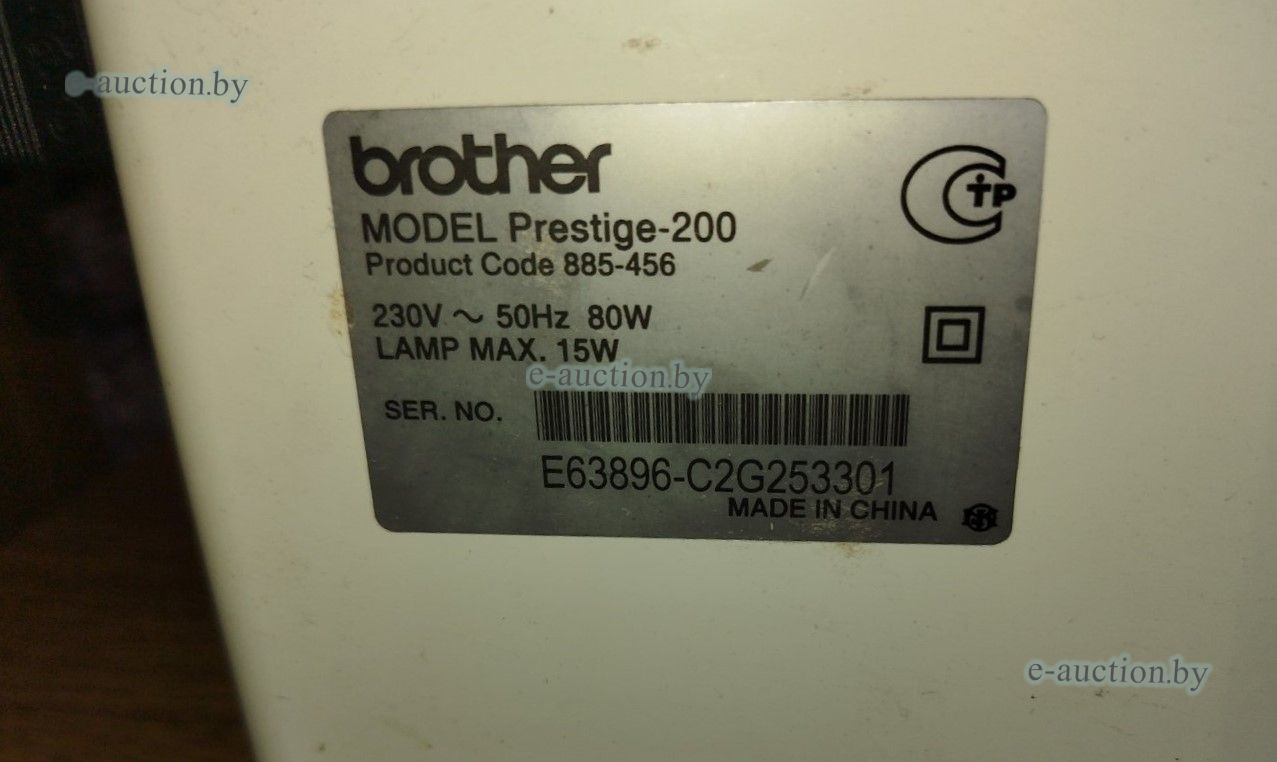 e-auction.by
brother
MODEL Prestige-200
Product Code 885-456
230V ~ 50Hz 80W
LAMP MAX. 15W
e-auction.by
SER. NO.
E63896-C2G253301
MADE IN CHINA
e-auction.by